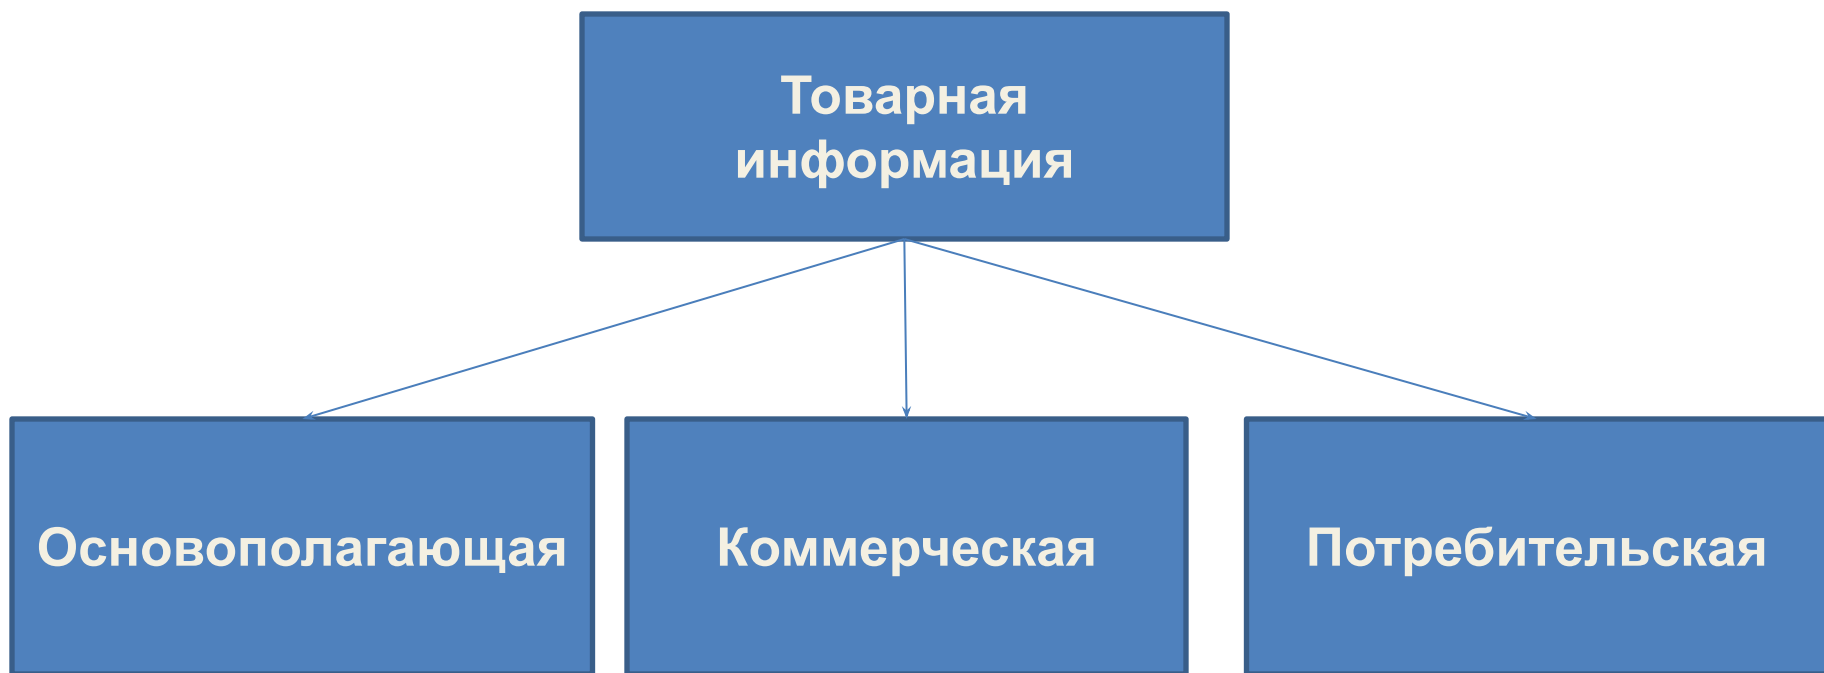 Товарная
информация
Основополагающая
Коммерческая
Потребительская